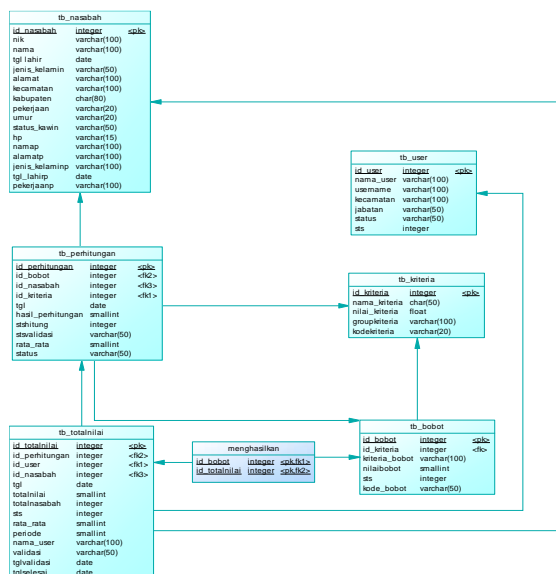 tb_nasabah
id_nasabah integer <pk>
nik varchar(100)
nama varchar(100)
tgl lahir date
jenis_kelamin varchar(50)
alamat varchar(100)
kecamatan varchar(100)
kabupaten char(80)
pekerjaan varchar(20)
umur varchar(20)
status_kawin varchar(50)
hp varchar(15)
namap varchar(100)
alamatp varchar(100)
jenis_kelaminp varchar(100)
tgl_lahirp date
pekerjaanp varchar(100)
tb_user
id_user integer <pk>
nama_user varchar(100)
username varchar(100)
kecamatan varchar(100)
jabatan varchar(50)
status varchar(50)
sts integer
tb_perhitungan
id_perhitungan integer <pk>
id_bobot integer <fk2>
id_nasabah integer <fk3>
id_kriteria integer <fk1>
tgl date
hasil_perhitungan smallint
stshitung integer
stsvalidasi varchar(50)
rata_rata smallint
status varchar(50)
tb_kriteria
id_kriteria integer <pk>
nama_kriteria char(50)
nilai_kriteria float
groupkriteria varchar(100)
kodekriteria varchar(20)
tb_totalnilai
id_totalnilai integer <pk>
id_perhitungan integer <fk2>
id_user integer <fk1>
id_nasabah integer <fk3>
tgl date
totalnilai smallint
totalnasabah integer
sts integer
rata_rata smallint
periode smallint
nama_user varchar(100)
validasi varchar(50)
tglvalidasi date
tglselesai date
menghasilkan
id_bobot integer <pk,fk1>
id_totalnilai integer <pk,fk2>
tb_bobot
id_bobot integer <pk>
id_kriteria integer <fk>
kriteria_bobot varchar(100)
nilaibobot smallint
sts integer
kode_bobot varchar(50)